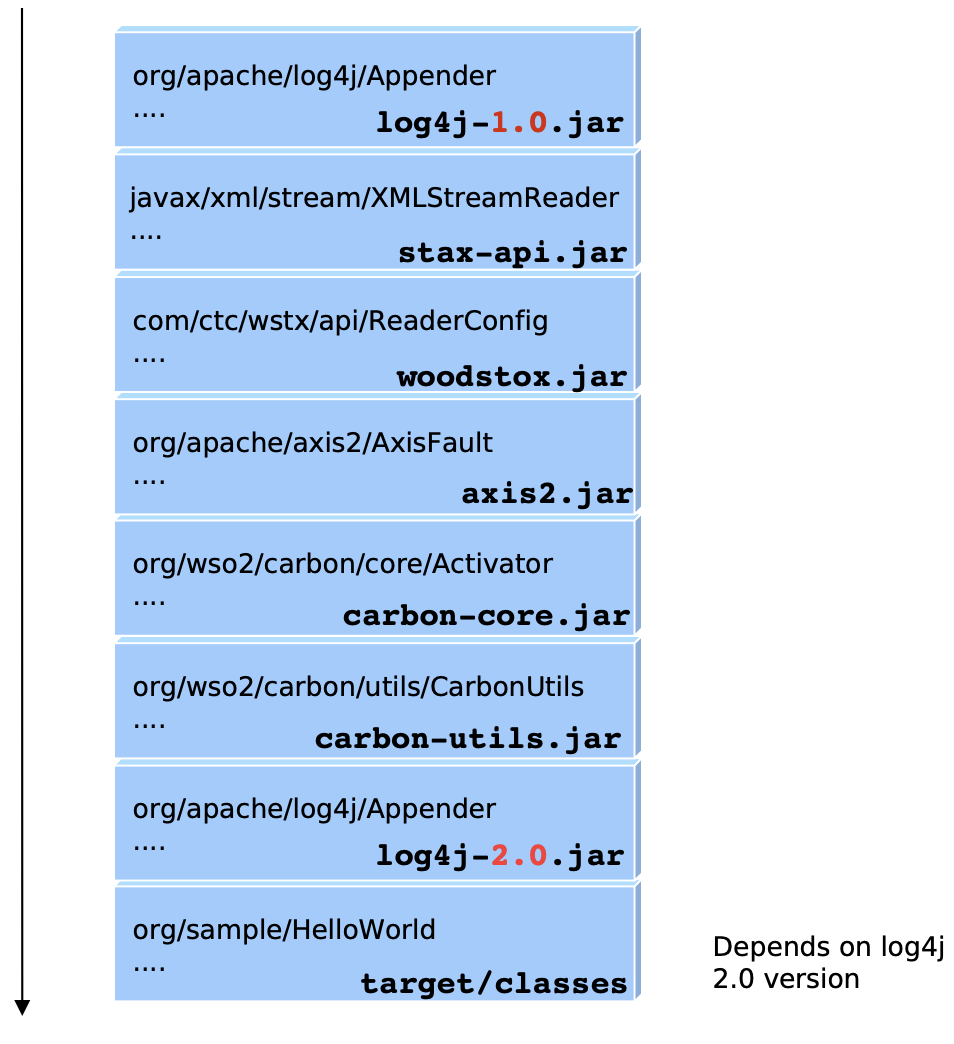 org/apache/log4j/Appender
....
log4j-1.0.jar
javax/xml/stream/XMLStreamReader
....
stax-api.jar
com/ctc/wstx/api/ReaderConfig
....
woodstox.jar
org/apache/axis2/AxisFault
....
axis2.jar
org/wso2/carbon/core/Activator
....
carbon-core.jar
org/wso2/carbon/utils/CarbonUtils
....
carbon-utils.jar
org/apache/log4j/Appender
....
log4j-2.0.jar
org/sample/HelloWorld
....
target/classes
Depends on log4j
2.0 version